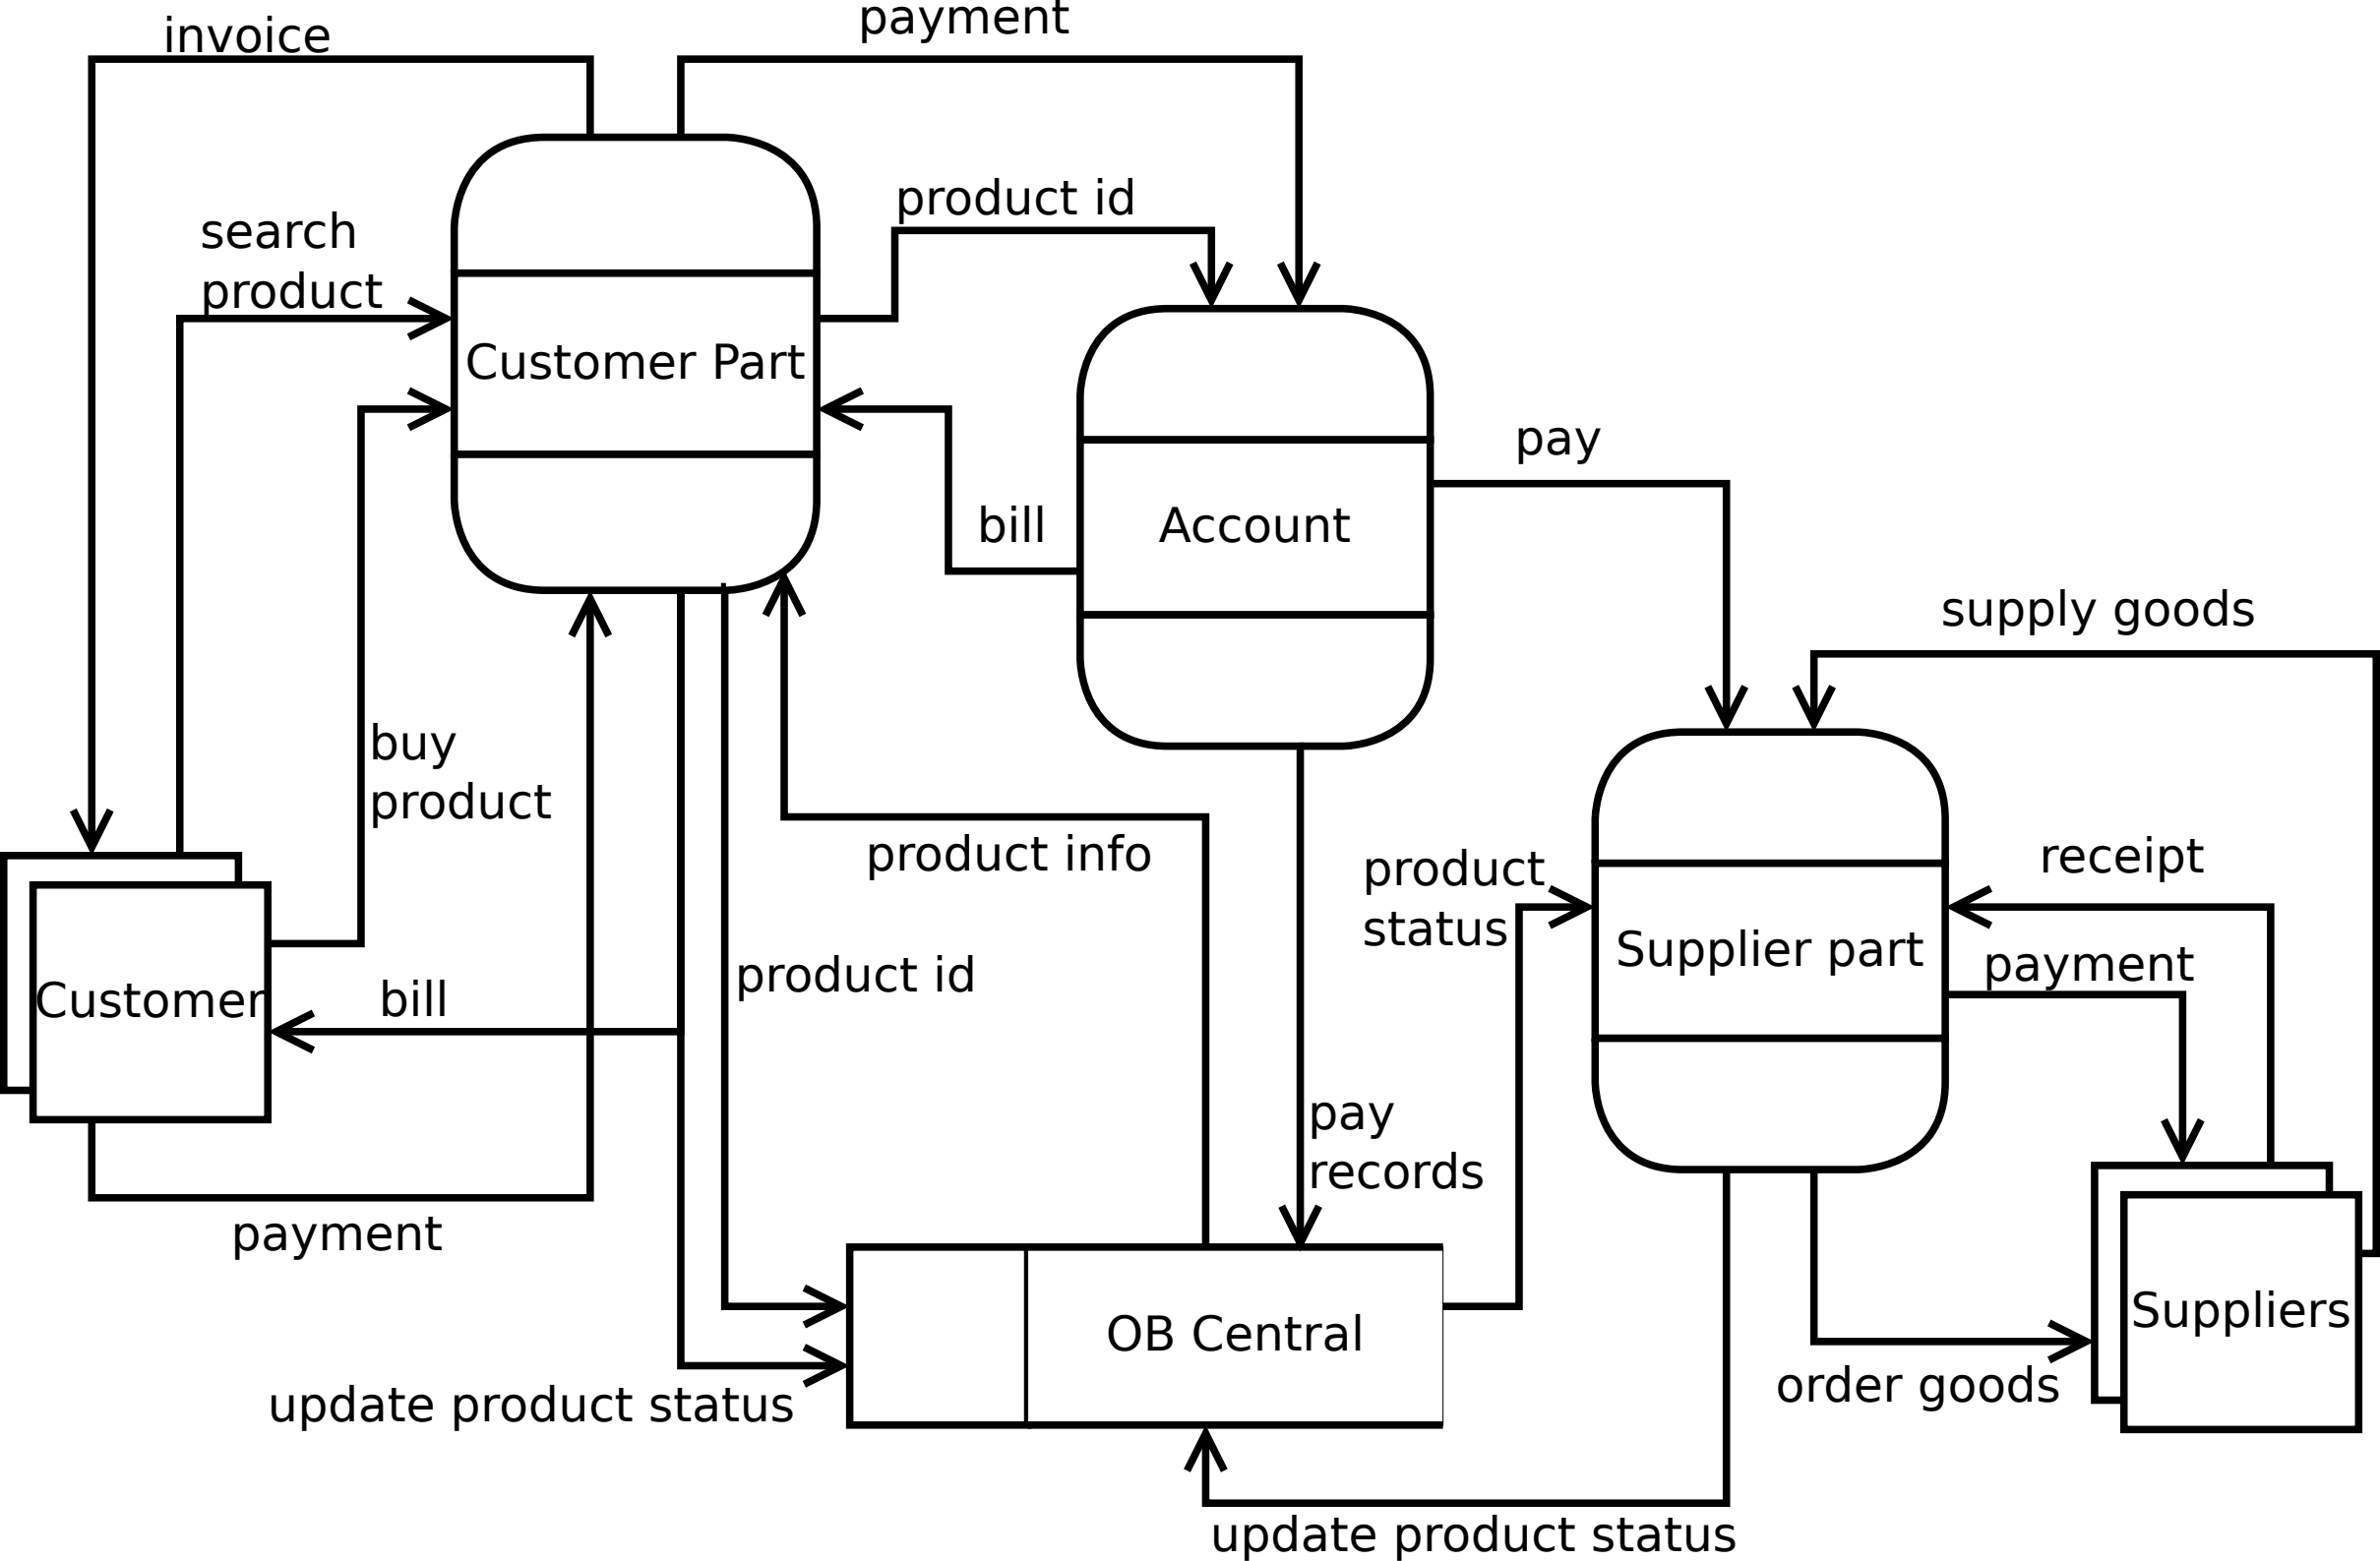 payment
invoice
product id
search
product
Customer Part
pay
bill
Account
supply goods
buy
product
product info
product
status
receipt
Supplier part
payment
product id
Customer
bill
pay
records
payment
Suppliers
OB Central
order goods
update product status
update product status